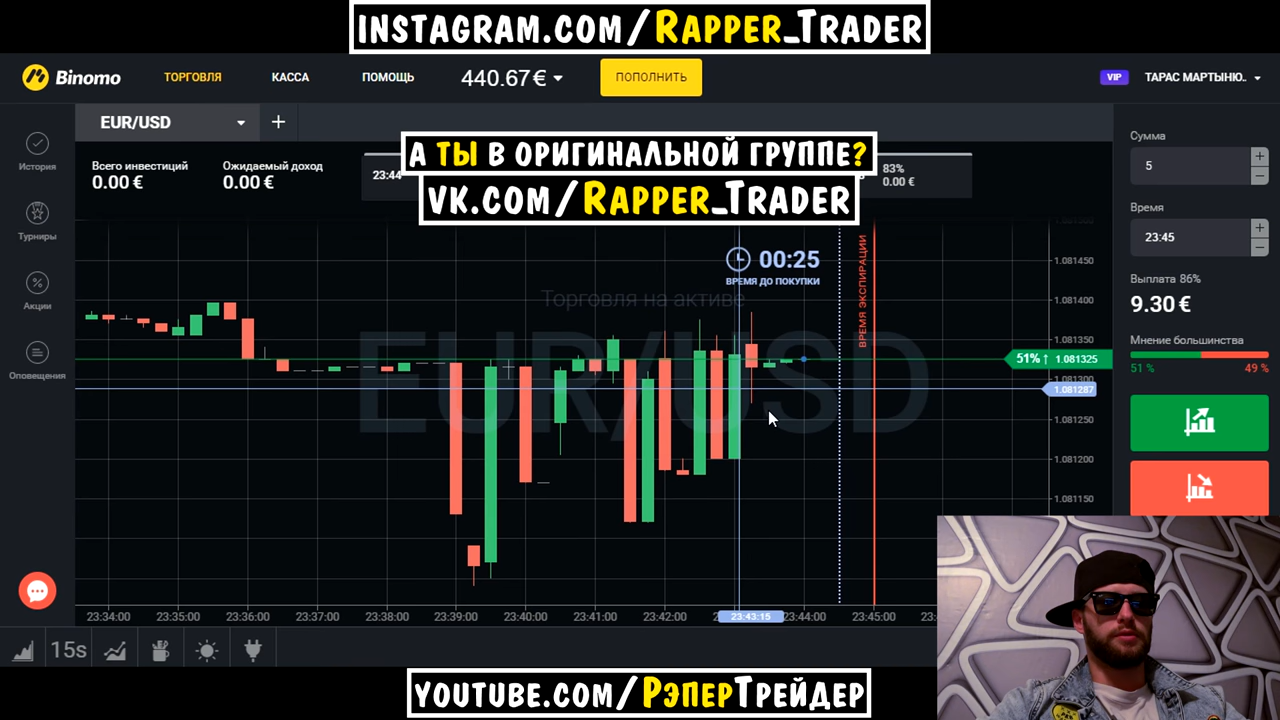 INSTAGRAM.COM/RAPPER_TRADER
Binomo
ТОРГОВЛЯ
КАССА
ПОМОЩЬ
440.67 €
ПОПОЛНИТЬ
VIP
ТАРАС МАРТЫНЮ..
EUR/USD
+
А ТЫ В ОРИГИНАЛЬНОЙ ГРУППЕ?
VK.COM/RAPPER_TRADER
Всего инвестиций
0.00 €
Ожидаемый доход
0.00 €
23:44
83%
0.00 €
История
Турниры
Акции
Оповещения
00:25
ВРЕМЯ ДО ПОКУПКИ
ВРЕМЯ ЭКСПИРАЦИИ
Торговля на активе
EUR/USD
1.081500
1.081450
1.081400
1.081350
51% ↑ 1.081325
1.081300
1.081287
1.081250
1.081200
1.081150
1.081100
Сумма
5
Время
23:45
Выплата 86%
9.30 €
Мнение большинства
51 %
49 %
23:34:00
23:35:00
23:36:00
23:37:00
23:38:00
23:39:00
23:40:00
23:41:00
23:42:00
23:43:15
23:44:00
23:45:00
15s
YOUTUBE.COM/РЭПЕРТРЕЙДЕР